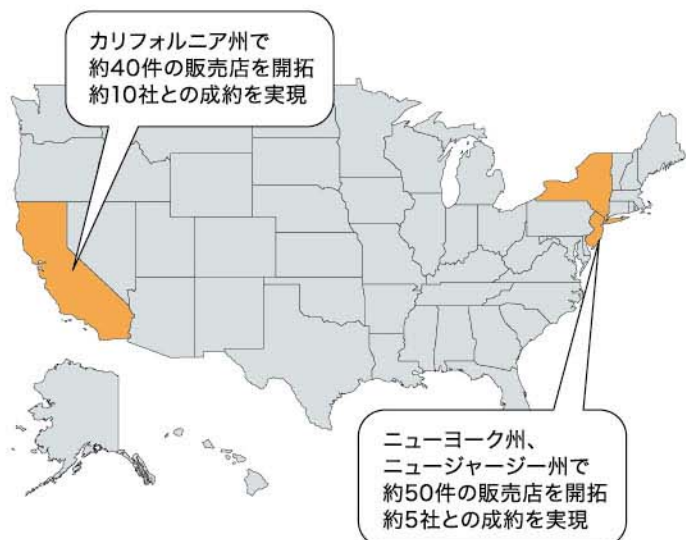 カリフォルニア州で
約40件の販売店を開拓
約10社との成約を実現
ニューヨーク州、
ニュージャージー州で
約50件の販売店を開拓
約5社との成約を実現